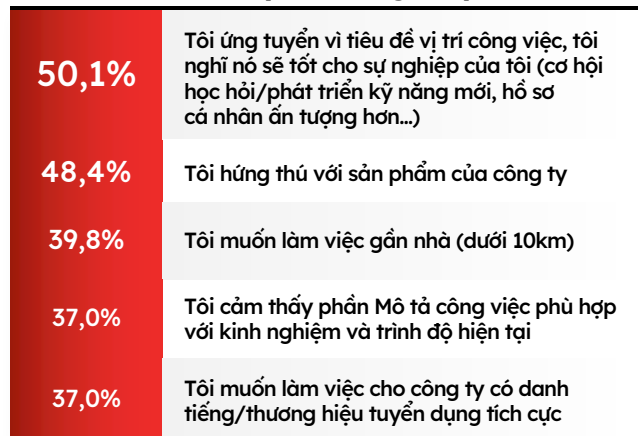 50,1%
Tôi ứng tuyển vì tiêu đề vị trí công việc, tôi
nghĩ nó sẽ tốt cho sự nghiệp của tôi (cơ hội
học hỏi/phát triển kỹ năng mới, hồ sơ
cá nhân ấn tượng hơn...)
48,4%
Tôi hứng thú với sản phẩm của công ty
39,8%
Tôi muốn làm việc gần nhà (dưới 10km)
37,0%
Tôi cảm thấy phần Mô tả công việc phù hợp
với kinh nghiệm và trình độ hiện tại
37,0%
Tôi muốn làm việc cho công ty có danh
tiếng/thương hiệu tuyển dụng tích cực